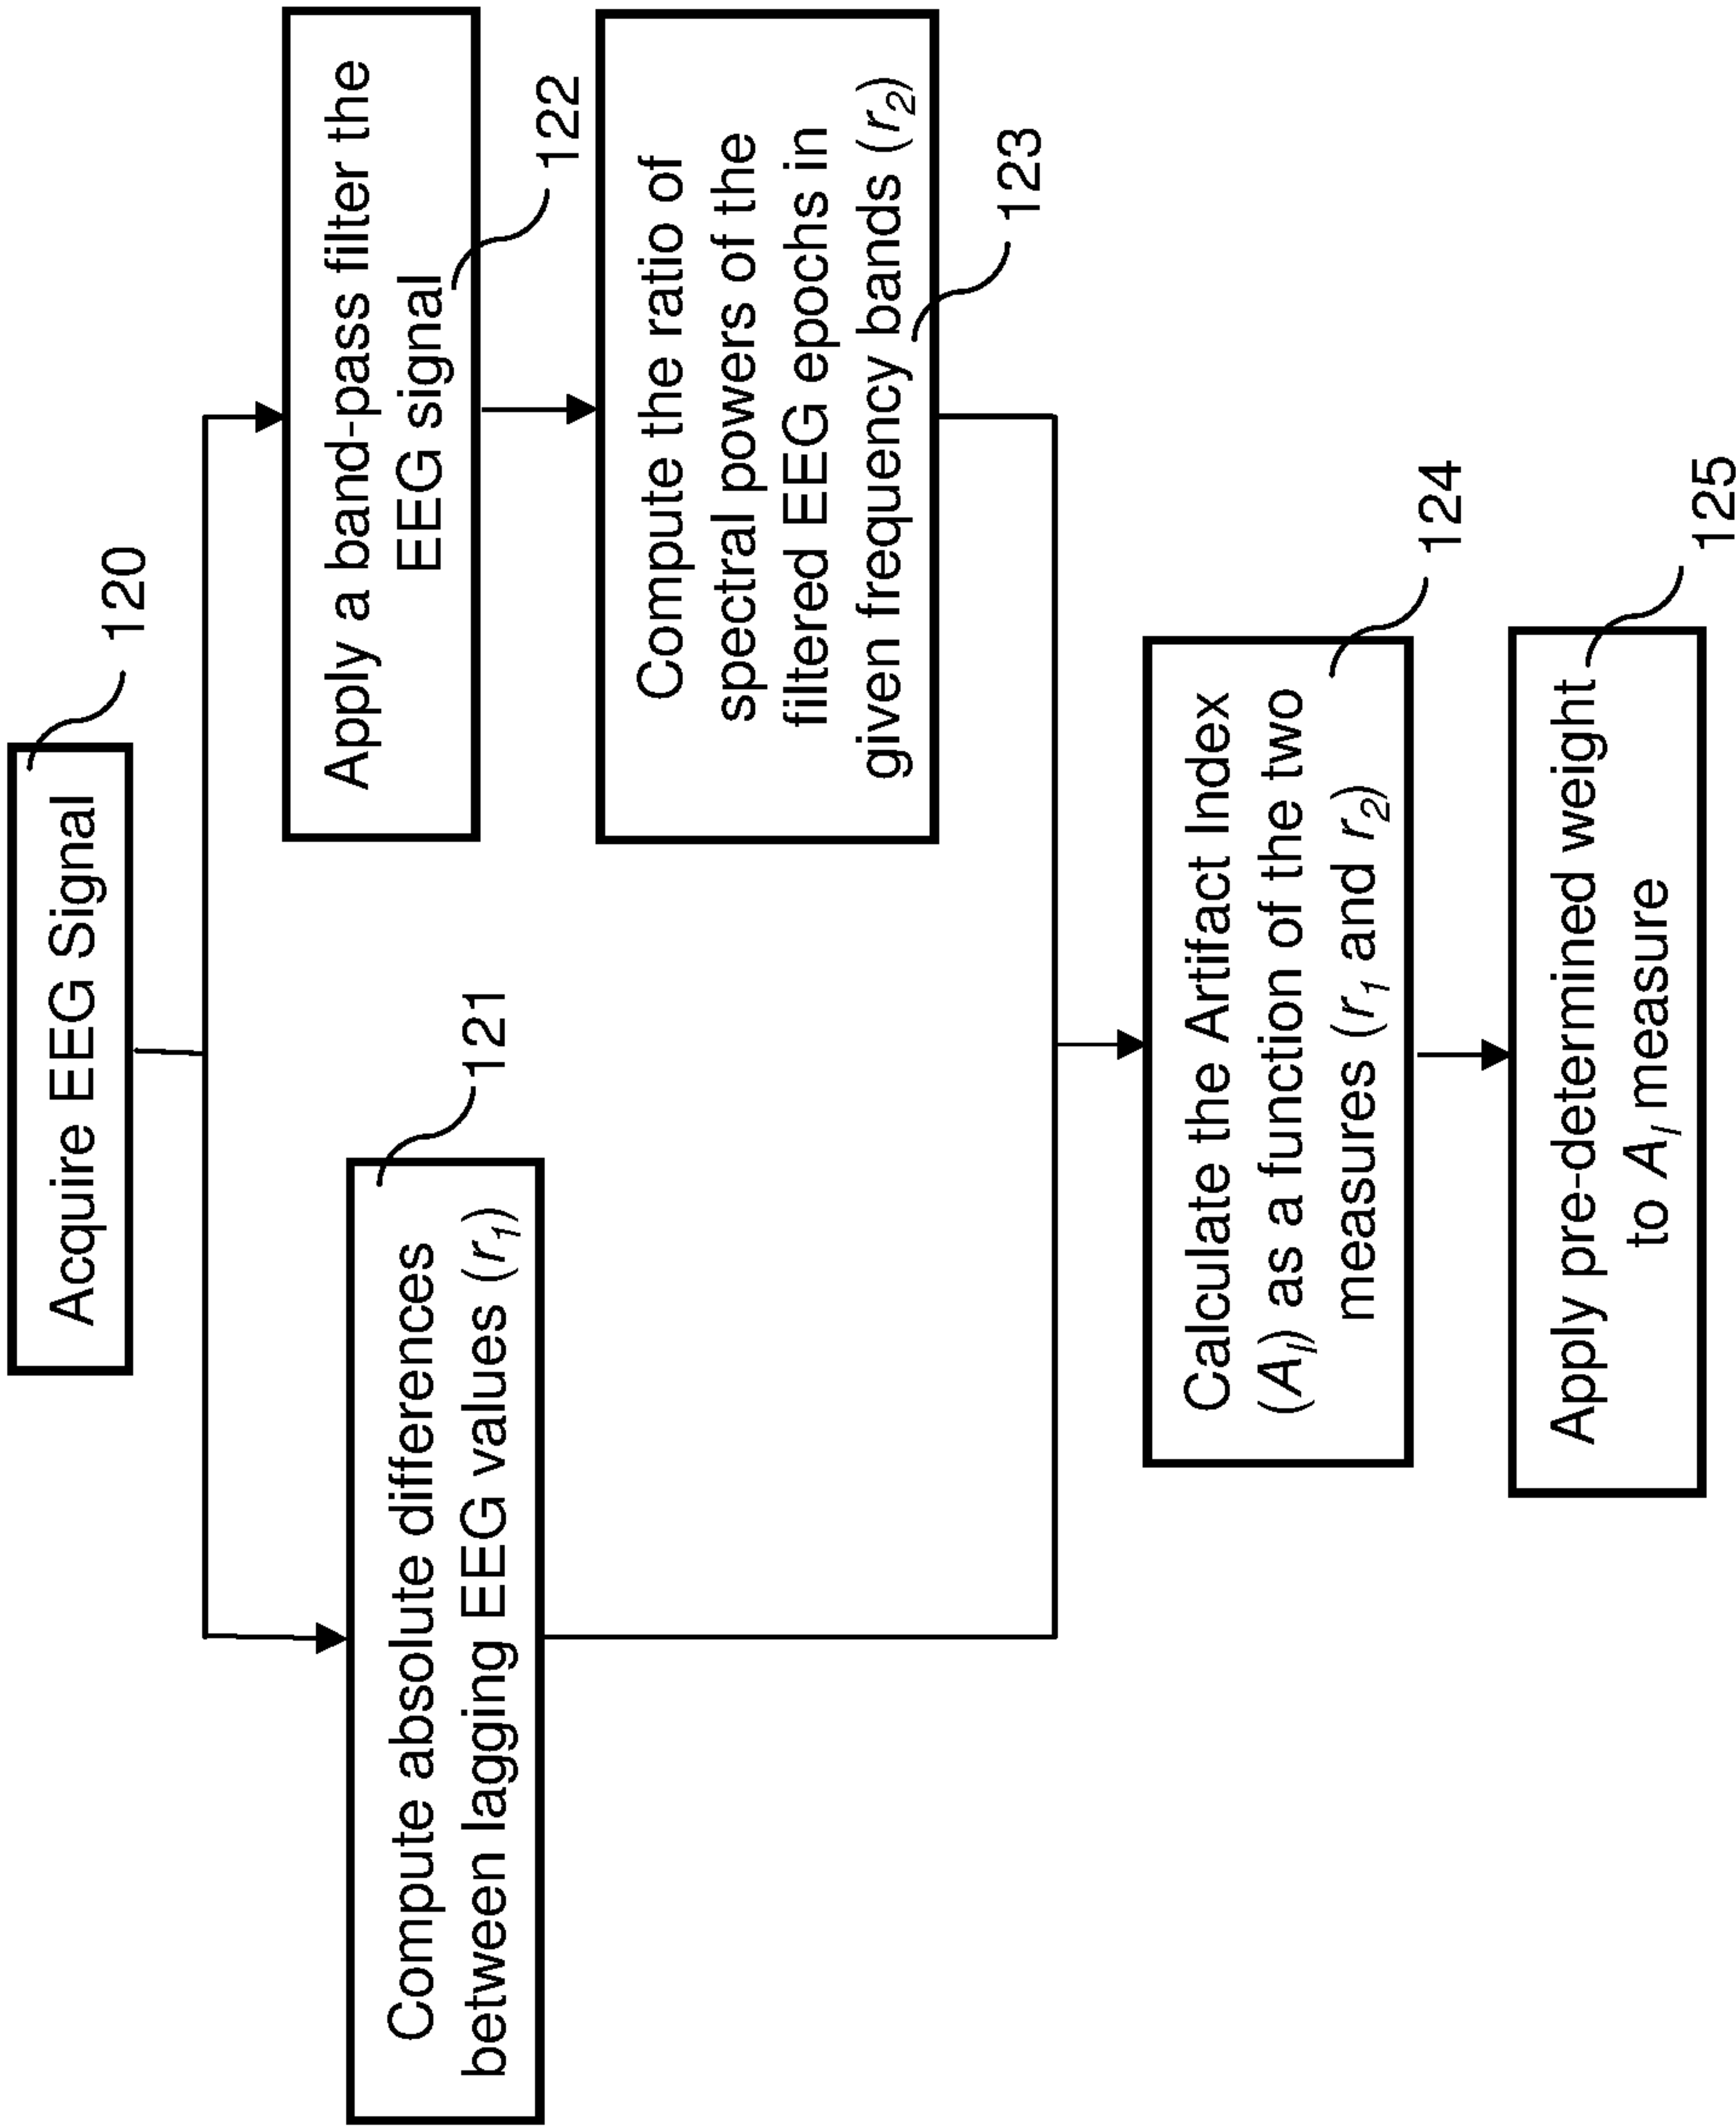 Acquire EEG Signal
120
Compute absolute differences
between lagging EEG values (r1)
121
Apply a band-pass filter the
EEG signal
122
Compute the ratio of
spectral powers of the
filtered EEG epochs in
given frequency bands (r2)
123
Calculate the Artifact Index
(AI) as a function of the two
measures (r1 and r2)
124
Apply pre-determined weight
to AI measure
125